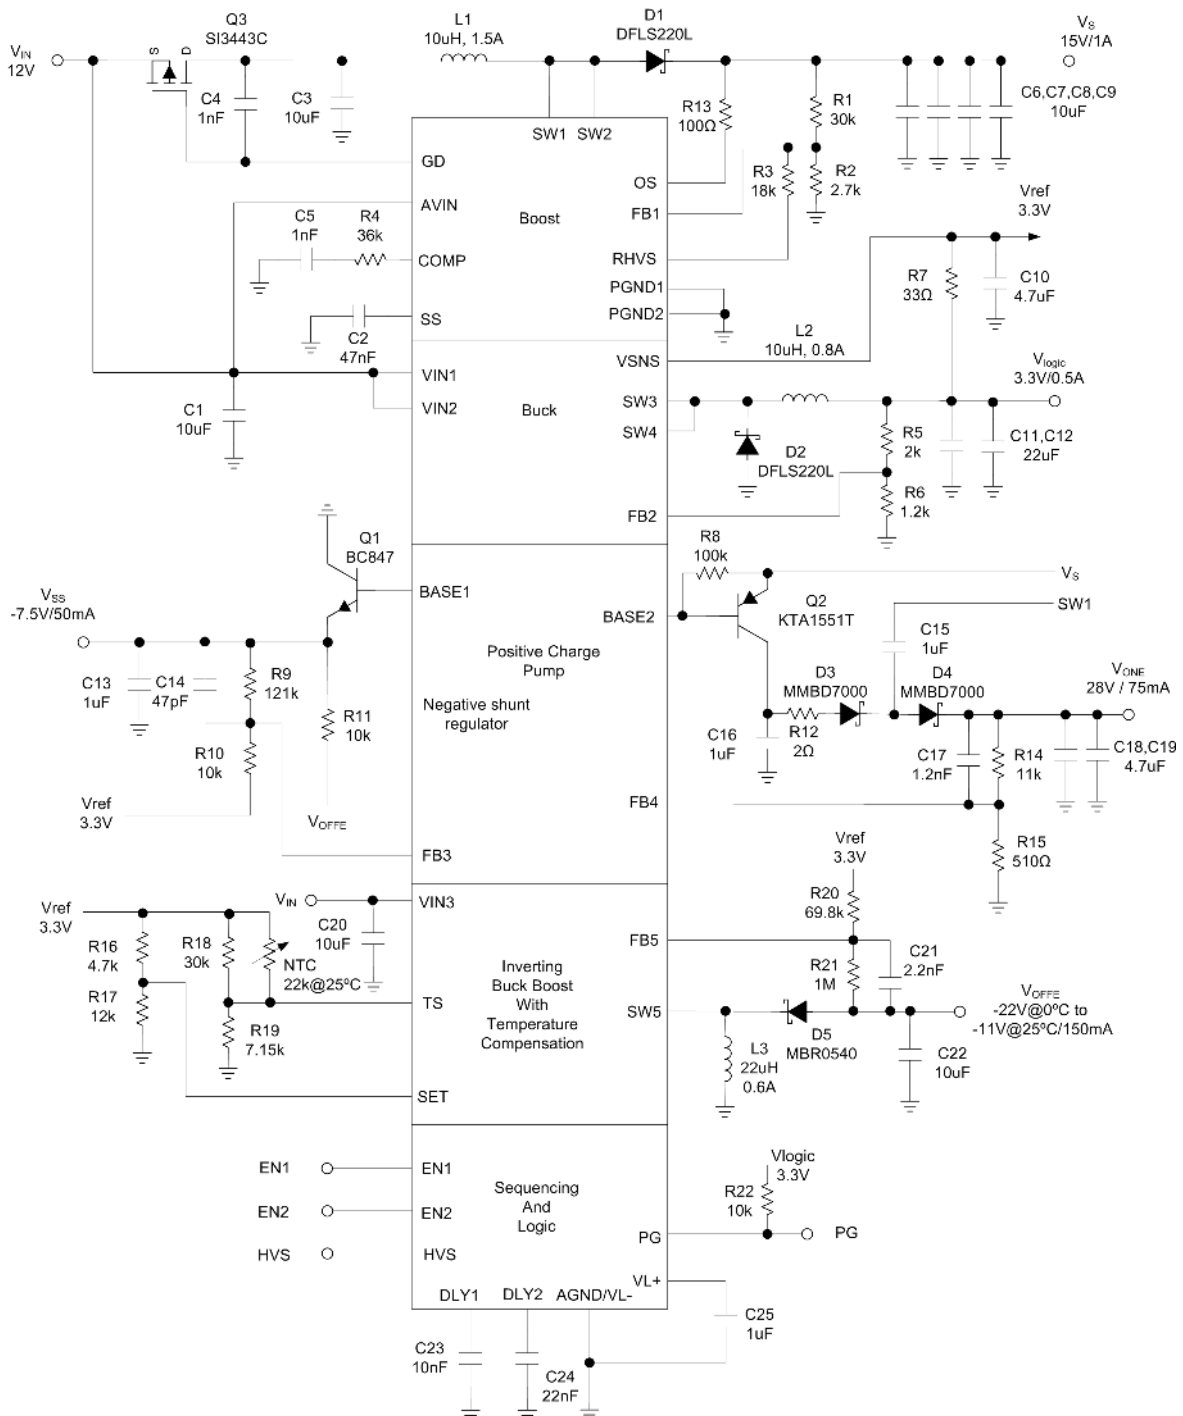 Q3
SI3443C
L1
10uH, 1.5A
D1
DFLS220L
VS
15V/1A
VIN
12V
S
D
C4
1nF
C3
10uF
R13
100Ω
R1
30k
C6,C7,C8,C9
10uF
SW1 SW2
GD
OS
R3
18k
R2
2.7k
AVIN
Boost
FB1
Vref
3.3V
C5
1nF
R4
36k
COMP
RHVS
R7
33Ω
C10
4.7uF
PGND1
PGND2
SS
C2
47nF
L2
10uH, 0.8A
VSNS
Vlogic
3.3V/0.5A
VIN1
VIN2
Buck
SW3
SW4
C1
10uF
D2
DFLS220L
R5
2k
C11,C12
22uF
R6
1.2k
FB2
Q1
BC847
R8
100k
VS
VSS
-7.5V/50mA
BASE1
BASE2
Q2
KTA1551T
SW1
C15
1uF
Positive Charge
Pump
Negative shunt
regulator
C13
1uF
C14
47pF
R9
121k
R11
10k
R10
10k
D3
MMBD7000
D4
MMBD7000
VONE
28V / 75mA
C16
1uF
R12
2Ω
C17
1.2nF
R14
11k
C18,C19
4.7uF
Vref
3.3V
VOFFE
FB4
FB3
R15
510Ω
Vref
3.3V
VIN
VIN3
R20
69.8k
Vref
3.3V
C20
10uF
R16
4.7k
R18
30k
NTC
22k@25ºC
R17
12k
R19
7.15k
TS
Inverting
Buck Boost
With
Temperature
Compensation
FB5
R21
1M
C21
2.2nF
SW5
VOFFE
-22V@0ºC to
-11V@25ºC/150mA
D5
MBR0540
L3
22uH
0.6A
C22
10uF
SET
EN1
EN1
EN2
EN2
HVS
HVS
Sequencing
And
Logic
Vlogic
3.3V
R22
10k
PG
PG
VL+
DLY1 DLY2 AGND/VL-
C25
1uF
C23
10nF
C24
22nF